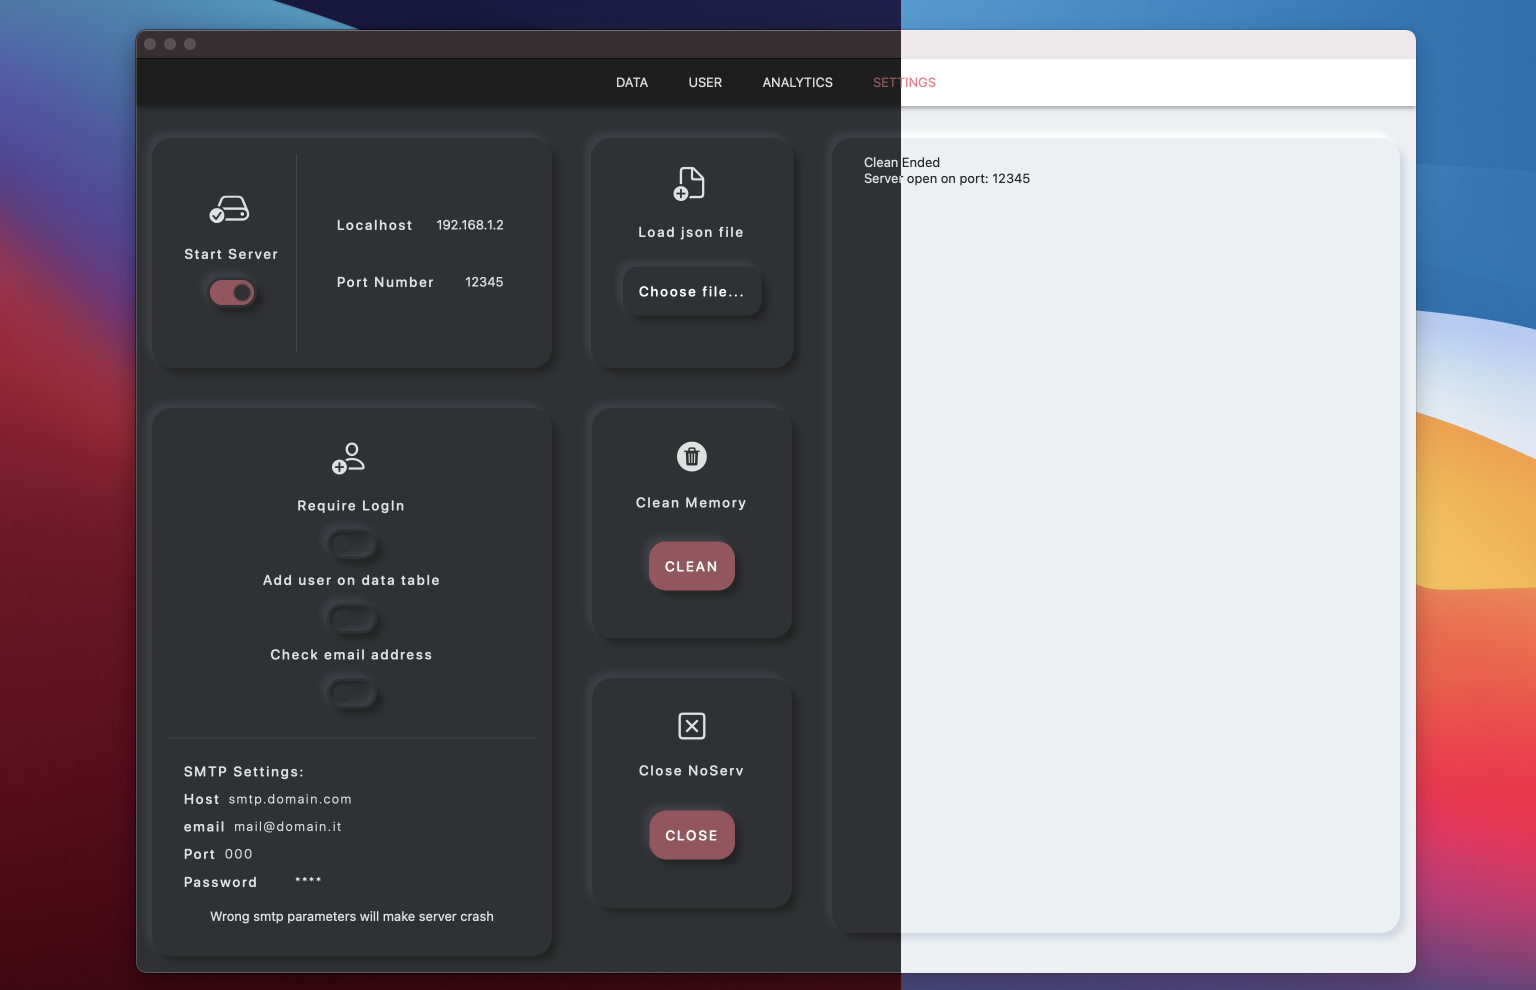 DATA USER ANALYTICS SETTINGS
Start Server
Localhost 192.168.1.2
Port Number 12345
Load json file
Choose file...
Clean Ended
Server open on port: 12345
Require LogIn
Add user on data table
Check email address
SMTP Settings:
Host smtp.domain.com
email mail@domain.it
Port 000
Password ****
Wrong smtp parameters will make server crash
Clean Memory
CLEAN
Close NoServ
CLOSE